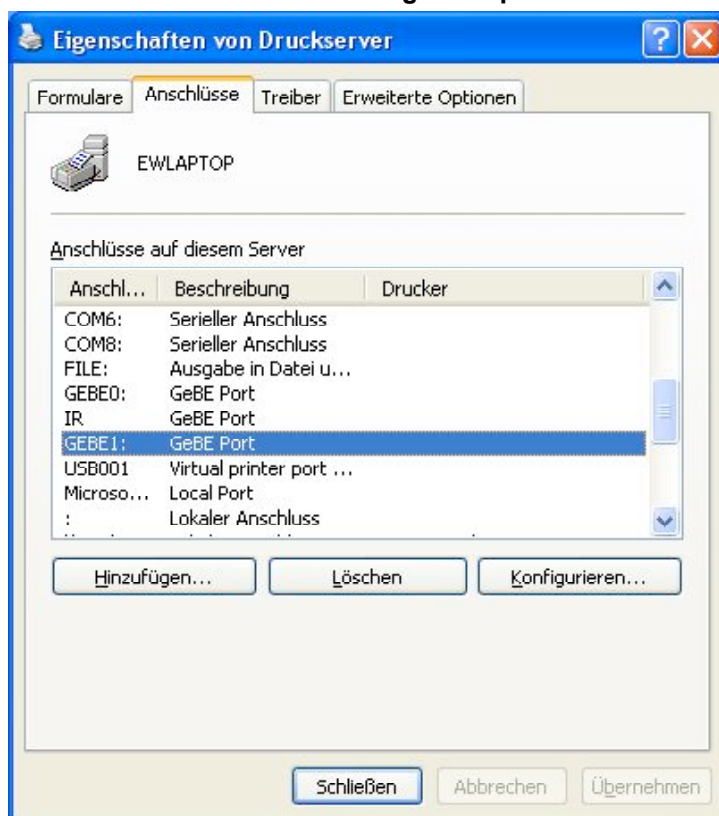 Eigenschaften von Druckserver
Formulare Anschlüsse Treiber Erweiterte Optionen
EWLAPTOP
Anschlüsse auf diesem Server
Anschl... Beschreibung Drucker
COM6: Serieller Anschluss
COM8: Serieller Anschluss
FILE: Ausgabe in Datei u...
GEBE0: GeBE Port
IR GeBE Port
GEBE1: GeBE Port
USB001 Virtual printer port ...
Microso... Local Port
: Lokaler Anschluss
Hinzufügen... Löschen Konfigurieren...
Schließen Abbrechen Übernehmen